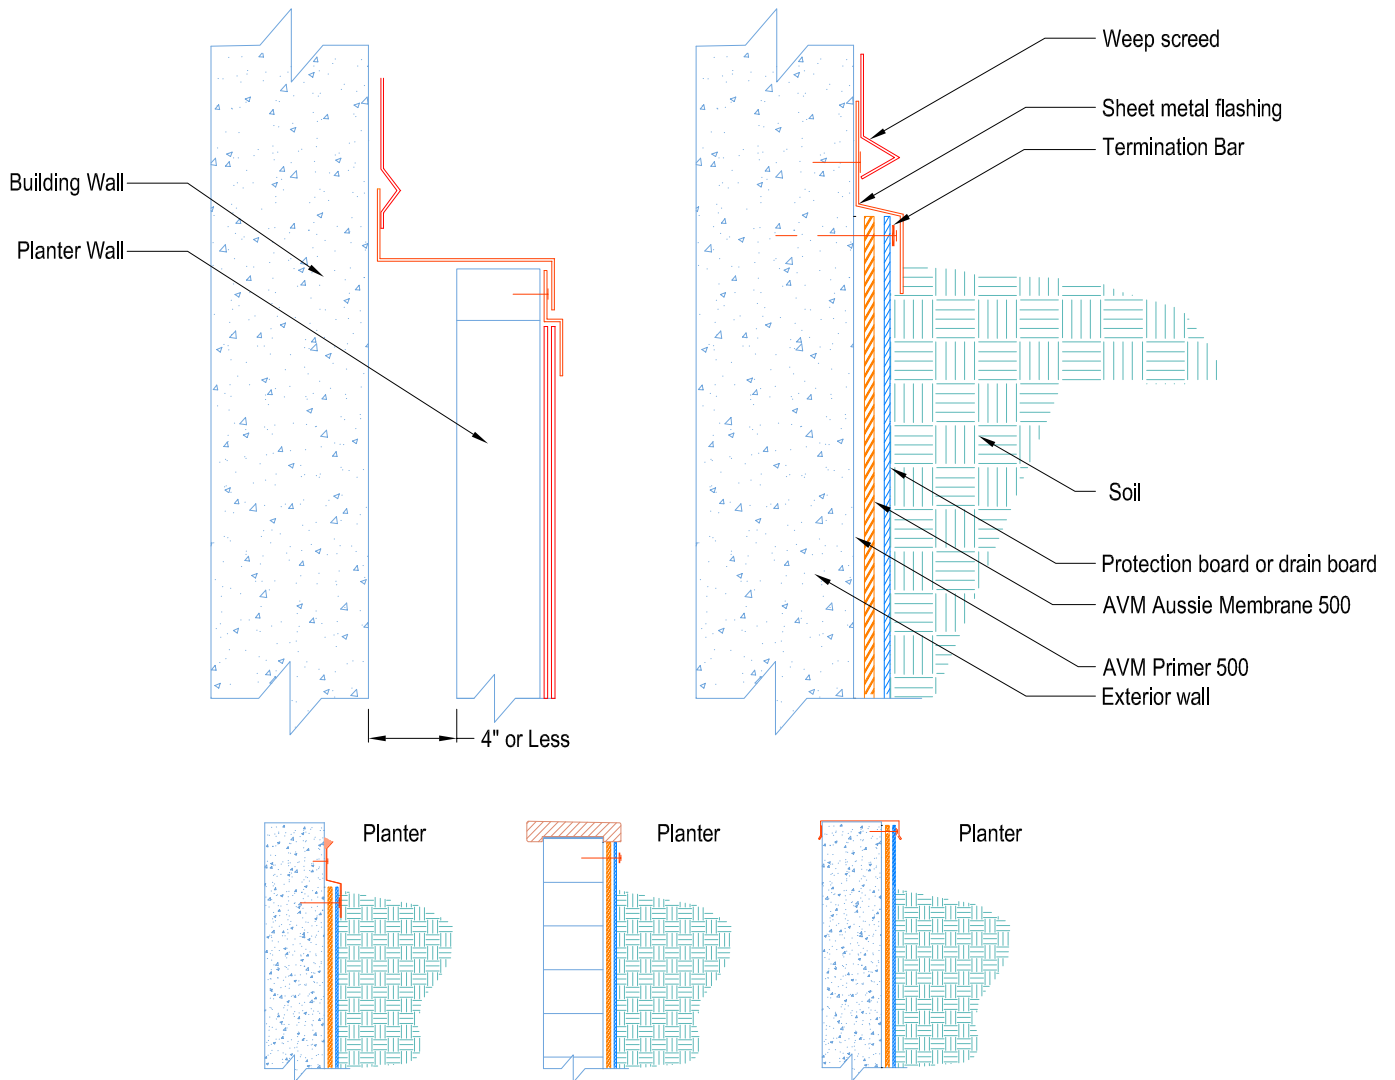 Building Wall
Planter Wall
4" or Less
Weep screed
Sheet metal flashing
Termination Bar
Soil
Protection board or drain board
AVM Aussie Membrane 500
AVM Primer 500
Exterior wall
Planter
Planter
Planter